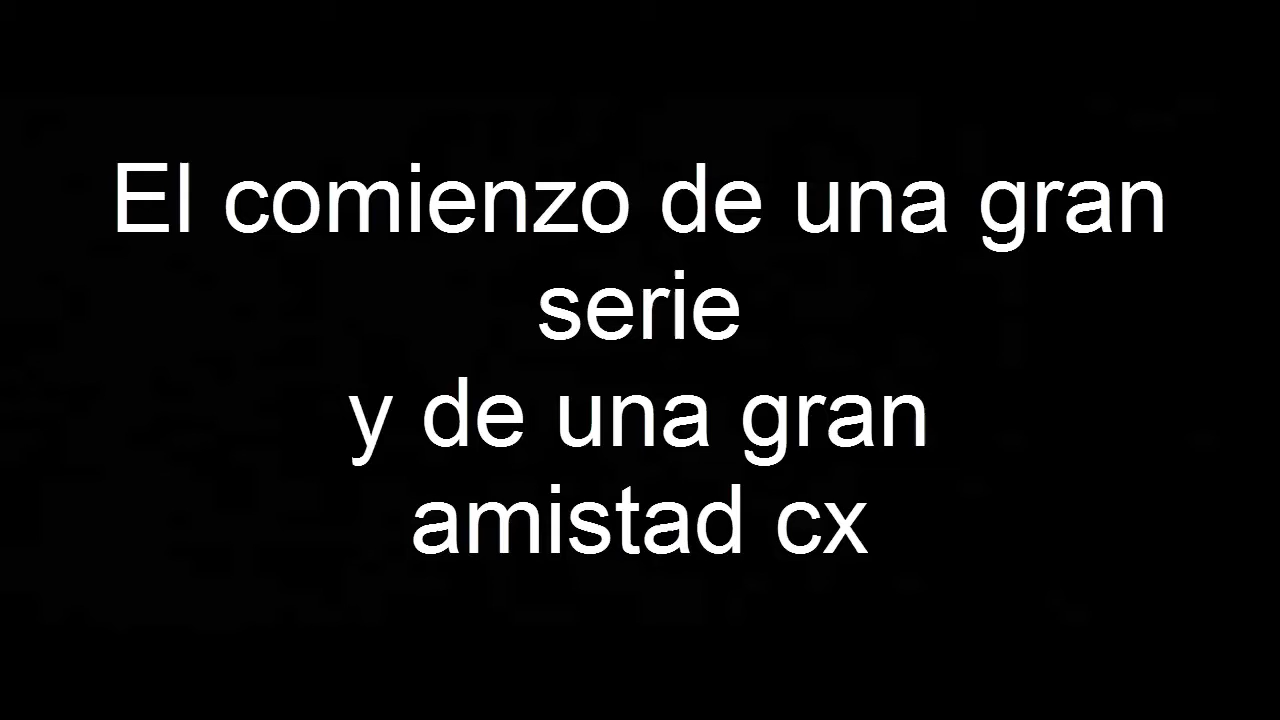 El comienzo de una gran
serie
y de una gran
amistad cx